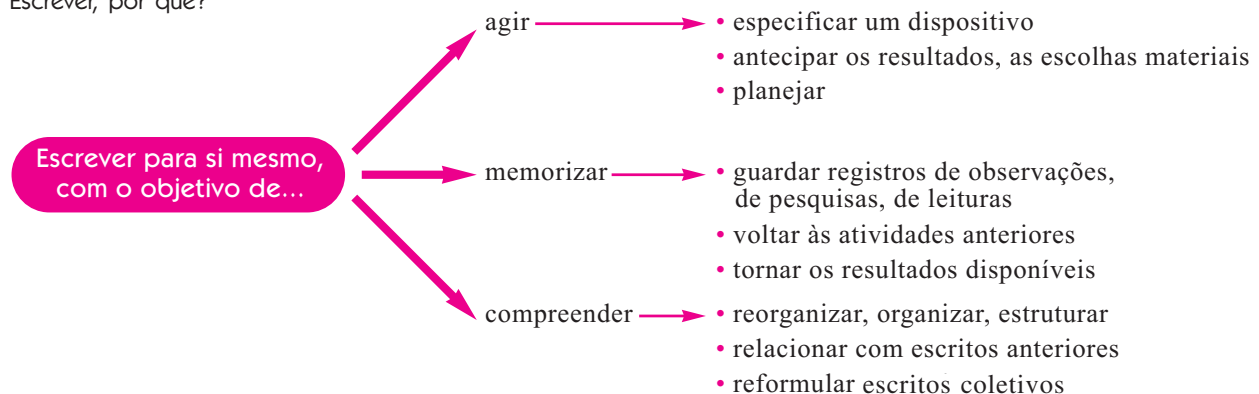 Escrever, por que?
agir
• especificar um dispositivo
• antecipar os resultados, as escolhas materiais
• planejar
Escrever para si mesmo,
com o objetivo de...
memorizar
• guardar registros de observações,
de pesquisas, de leituras
• voltar às atividades anteriores
• tornar os resultados disponíveis
compreender
• reorganizar, organizar, estruturar
• relacionar com escritos anteriores
• reformular escritos coletivos